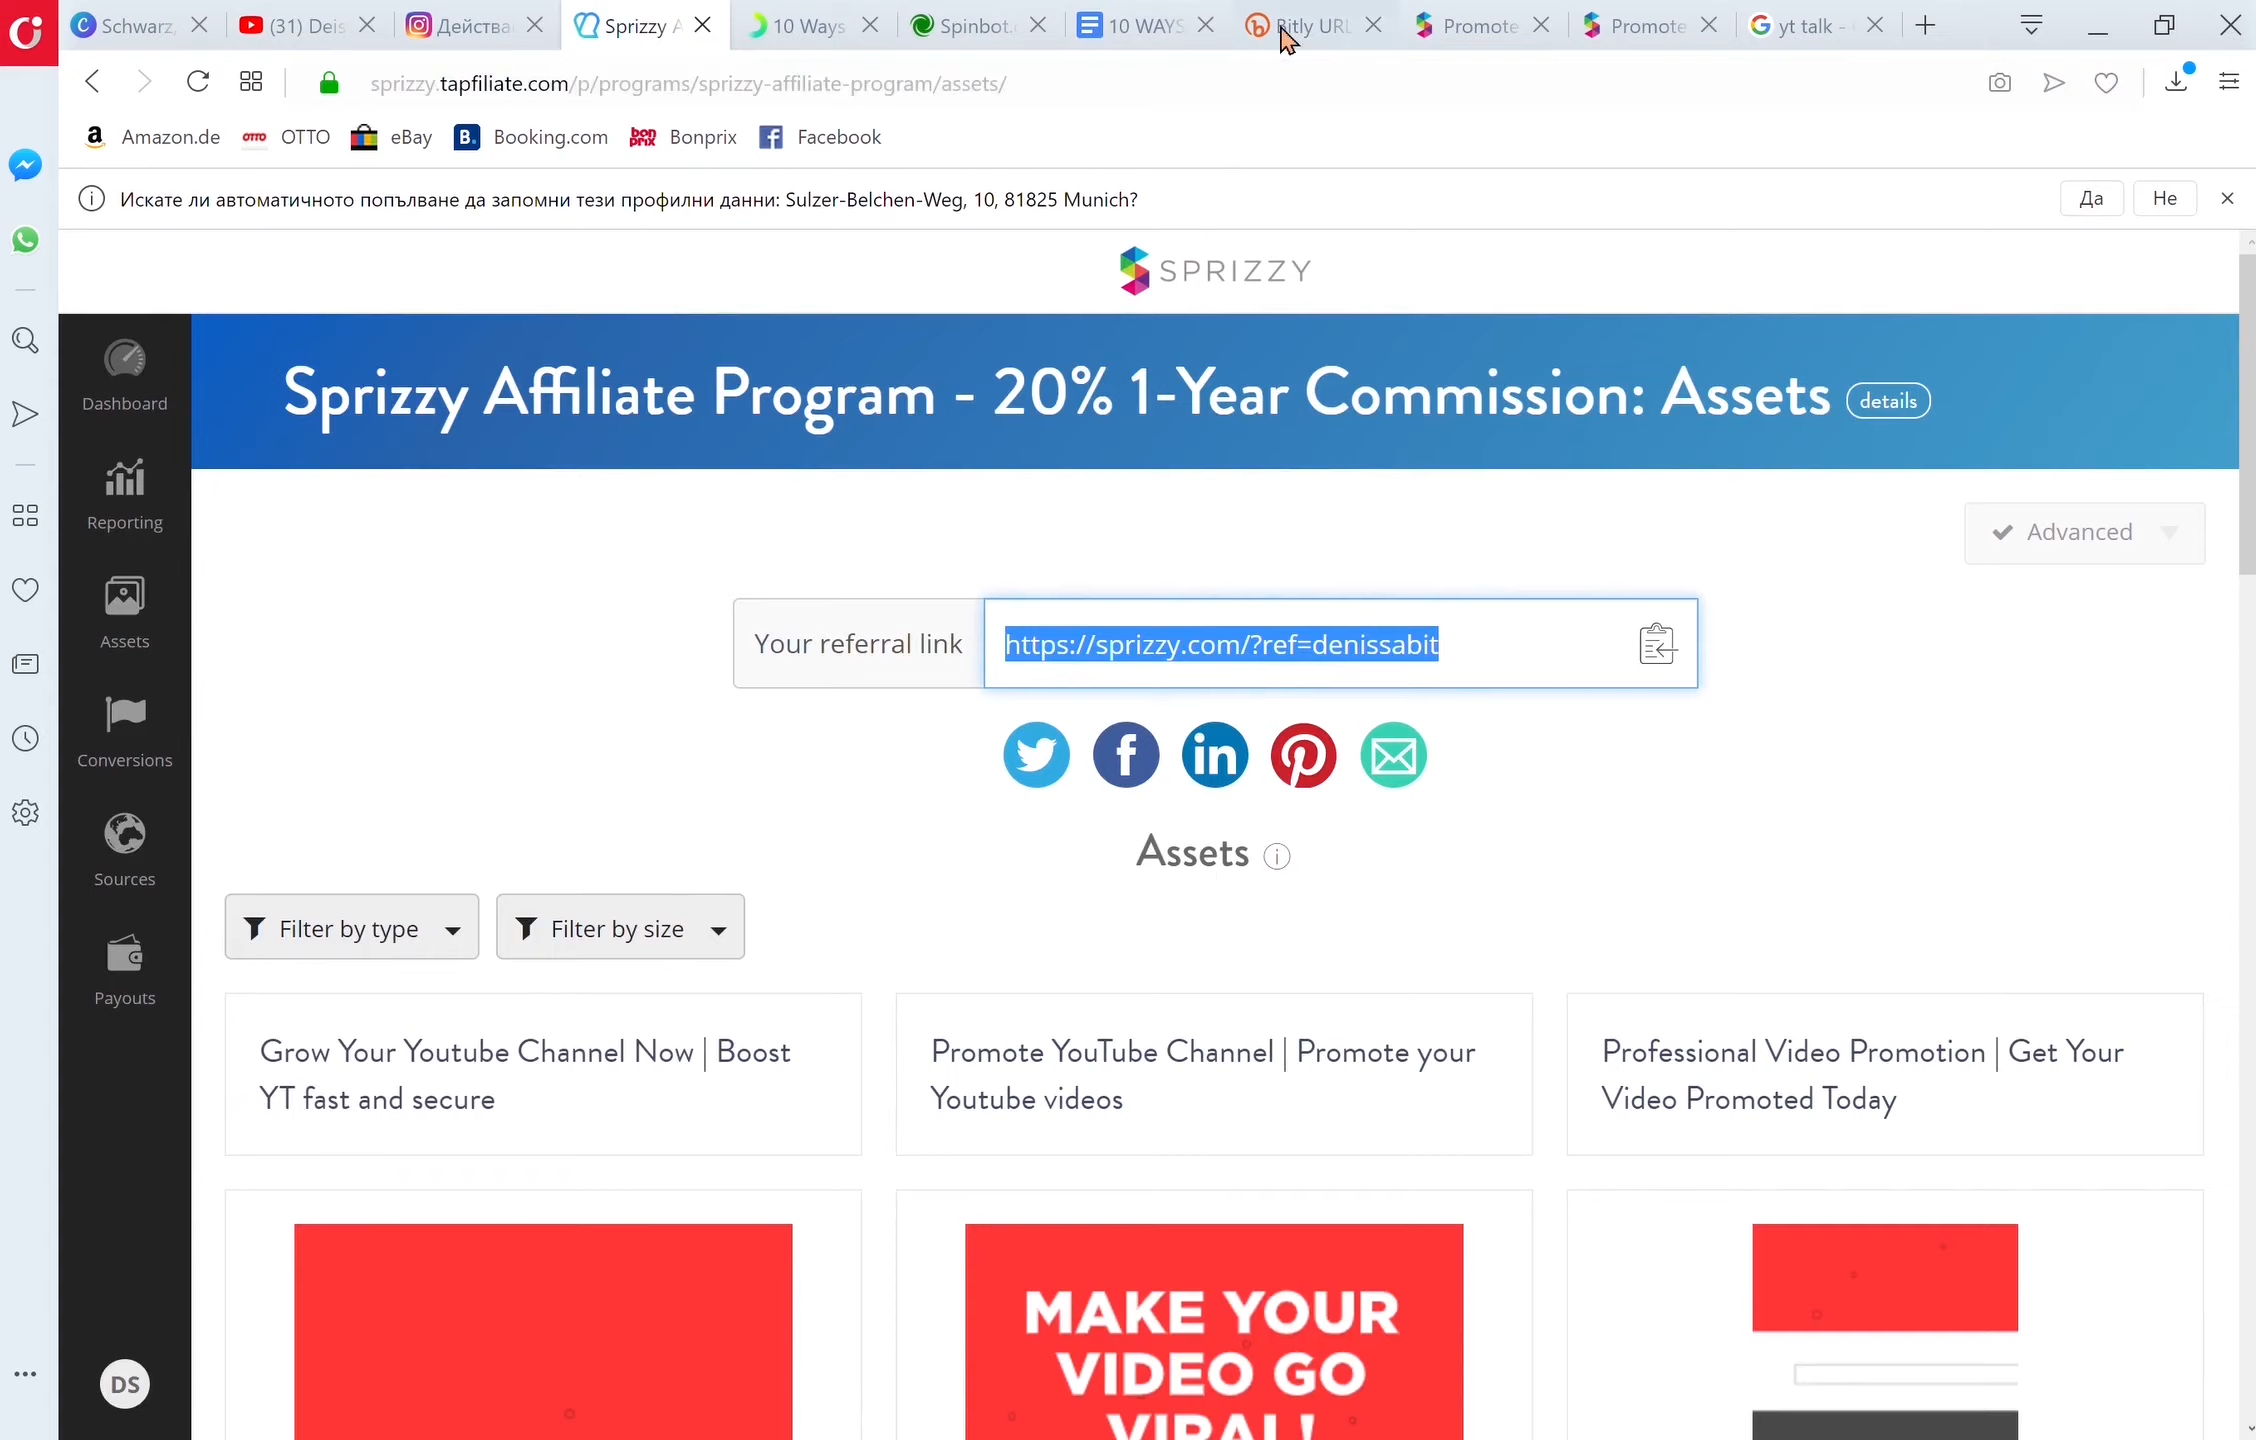 Schwarz,
(31) Deis
Действа
Sprizzy A
10 Ways
Spinbot.
10 WAYS
Bitly URL
Promote
Promote
yt talk -
sprizzy.tapfiliate.com/p/programs/sprizzy-affiliate-program/assets/
Amazon.de
OTTO
eBay
Booking.com
Bonprix
Facebook
Искате ли автоматичното попълване да запомни тези профилни данни: Sulzer-Belchen-Weg, 10, 81825 Munich?
Да
Не
SPRIZZY
Sprizzy Affiliate Program - 20% 1-Year Commission: Assets
details
Dashboard
Reporting
Assets
Conversions
Sources
Payouts
DS
Advanced
Your referral link
https://sprizzy.com/?ref=denissabit
Assets
Filter by type
Filter by size
Grow Your Youtube Channel Now | Boost
YT fast and secure
Promote YouTube Channel | Promote your
Youtube videos
Professional Video Promotion | Get Your
Video Promoted Today
MAKE YOUR
VIDEO GO
VIRAL!